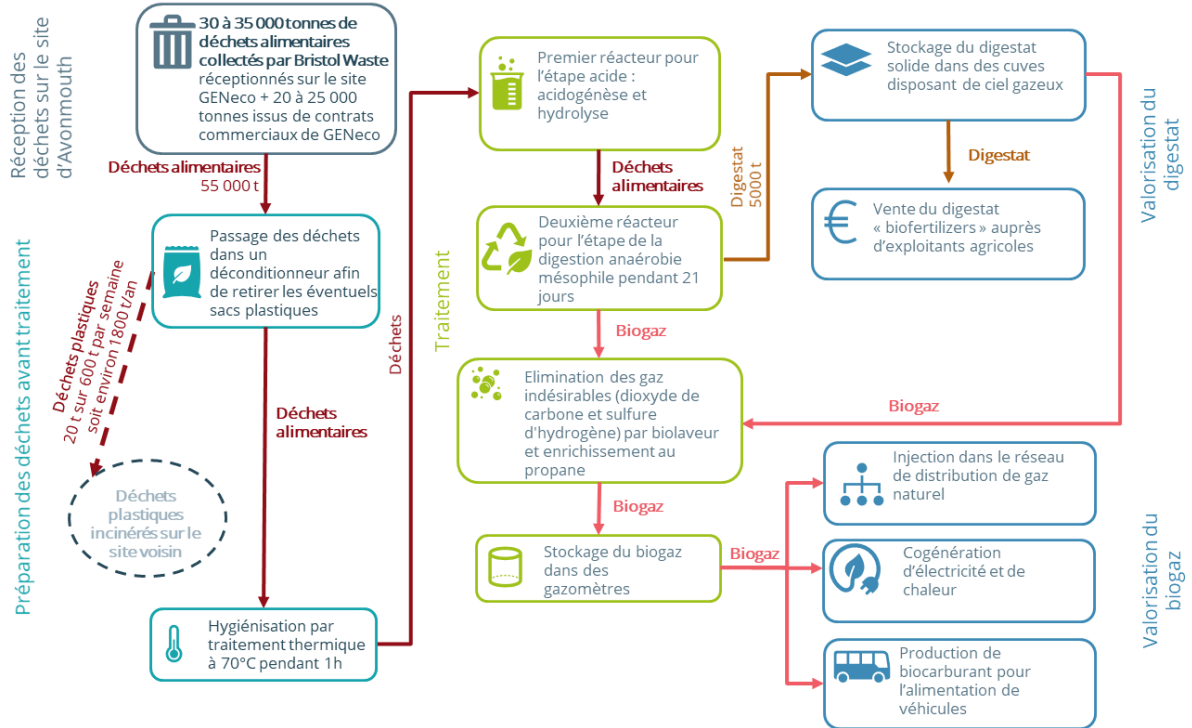 Réception des
déchets sur le site
d'Avonmouth
30 à 35 000 tonnes de
déchets alimentaires
collectés par Bristol Waste
réceptionnés sur le site
GENeco + 20 à 25 000
tonnes issus de contrats
commerciaux de GENeco
Déchets alimentaires
55 000 t
Préparation des déchets avant traitement
Passage des déchets
dans un
déconditionneur afin
de retirer les éventuels
sacs plastiques
Déchets plastiques
20 t sur 600 t par semaine
soit environ 1800 t/an
Déchets
plastiques
incinérés sur le
site voisin
Déchets
alimentaires
Hygiénisation par
traitement thermique
à 70°C pendant 1h
Déchets
Traitement
Premier réacteur pour
l'étape acide :
acidogénèse et
hydrolyse
Déchets
alimentaires
Deuxième réacteur
pour l'étape de la
digestion anaérobie
mésophile pendant 21
jours
Digestat
5000 t
Biogaz
Elimination des gaz
indésirables (dioxyde de
carbone et sulfure
d'hydrogène) par biolaveur
et enrichissement au
propane
Biogaz
Stockage du biogaz
dans des
gazomètres
Biogaz
Stockage du digestat
solide dans des cuves
disposant de ciel gazeux
Digestat
Vente du digestat
« biofertilizers » auprès
d'exploitants agricoles
Valorisation du
digestat
Biogaz
Injection dans le réseau
de distribution de gaz
naturel
Cogénération
d'électricité et de
chaleur
Production de
biocarburant pour
l'alimentation de
véhicules
Valorisation du
biogaz